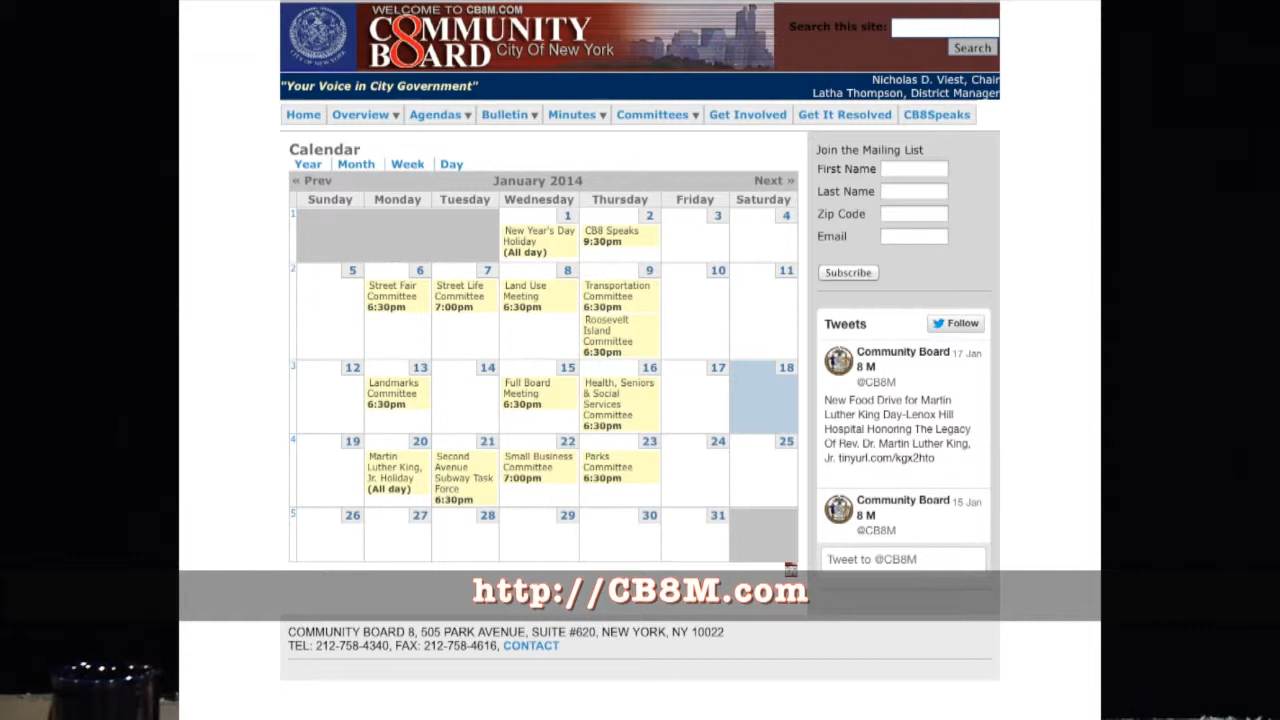 WELCOME TO CB8M.COM
COMMUNITY
BOARD
8
City Of New York
CITY OF NEW YORK
Search this site:
Search
"Your Voice in City Government"
Nicholas D. Viest, Chair
Latha Thompson, District Manager
Home Overview Agendas Bulletin Minutes Committees Get Involved Get It Resolved CB8Speaks
Calendar
Year Month Week Day
« Prev January 2014 Next »
Sunday Monday Tuesday Wednesday Thursday Friday Saturday
1
1 2 3 4
New Year's Day
Holiday
(All day)
CB8 Speaks
9:30pm
2
5 6 7 8 9 10 11
Street Fair
Committee
6:30pm
Street Life
Committee
7:00pm
Land Use
Meeting
6:30pm
Transportation
Committee
6:30pm
Roosevelt
Island
Committee
6:30pm
3
12 13 14 15 16 17 18
Landmarks
Committee
6:30pm
Full Board
Meeting
6:30pm
Health, Seniors
& Social
Services
Committee
6:30pm
4
19 20 21 22 23 24 25
Martin
Luther King,
Jr. Holiday
(All day)
Second
Avenue
Subway Task
Force
6:30pm
Small Business
Committee
7:00pm
Parks
Committee
6:30pm
5
26 27 28 29 30 31
Join the Mailing List
First Name
Last Name
Zip Code
Email
Subscribe
Tweets Follow
Community Board 17 Jan
8 M
@CB8M
New Food Drive for Martin
Luther King Day-Lenox Hill
Hospital Honoring The Legacy
Of Rev. Dr. Martin Luther King,
Jr. tinyurl.com/kgx2hto
Community Board 15 Jan
8 M
@CB8M
Tweet to @CB8M
http://CB8M.com
COMMUNITY BOARD 8, 505 PARK AVENUE, SUITE #620, NEW YORK, NY 10022
TEL: 212-758-4340, FAX: 212-758-4616, CONTACT